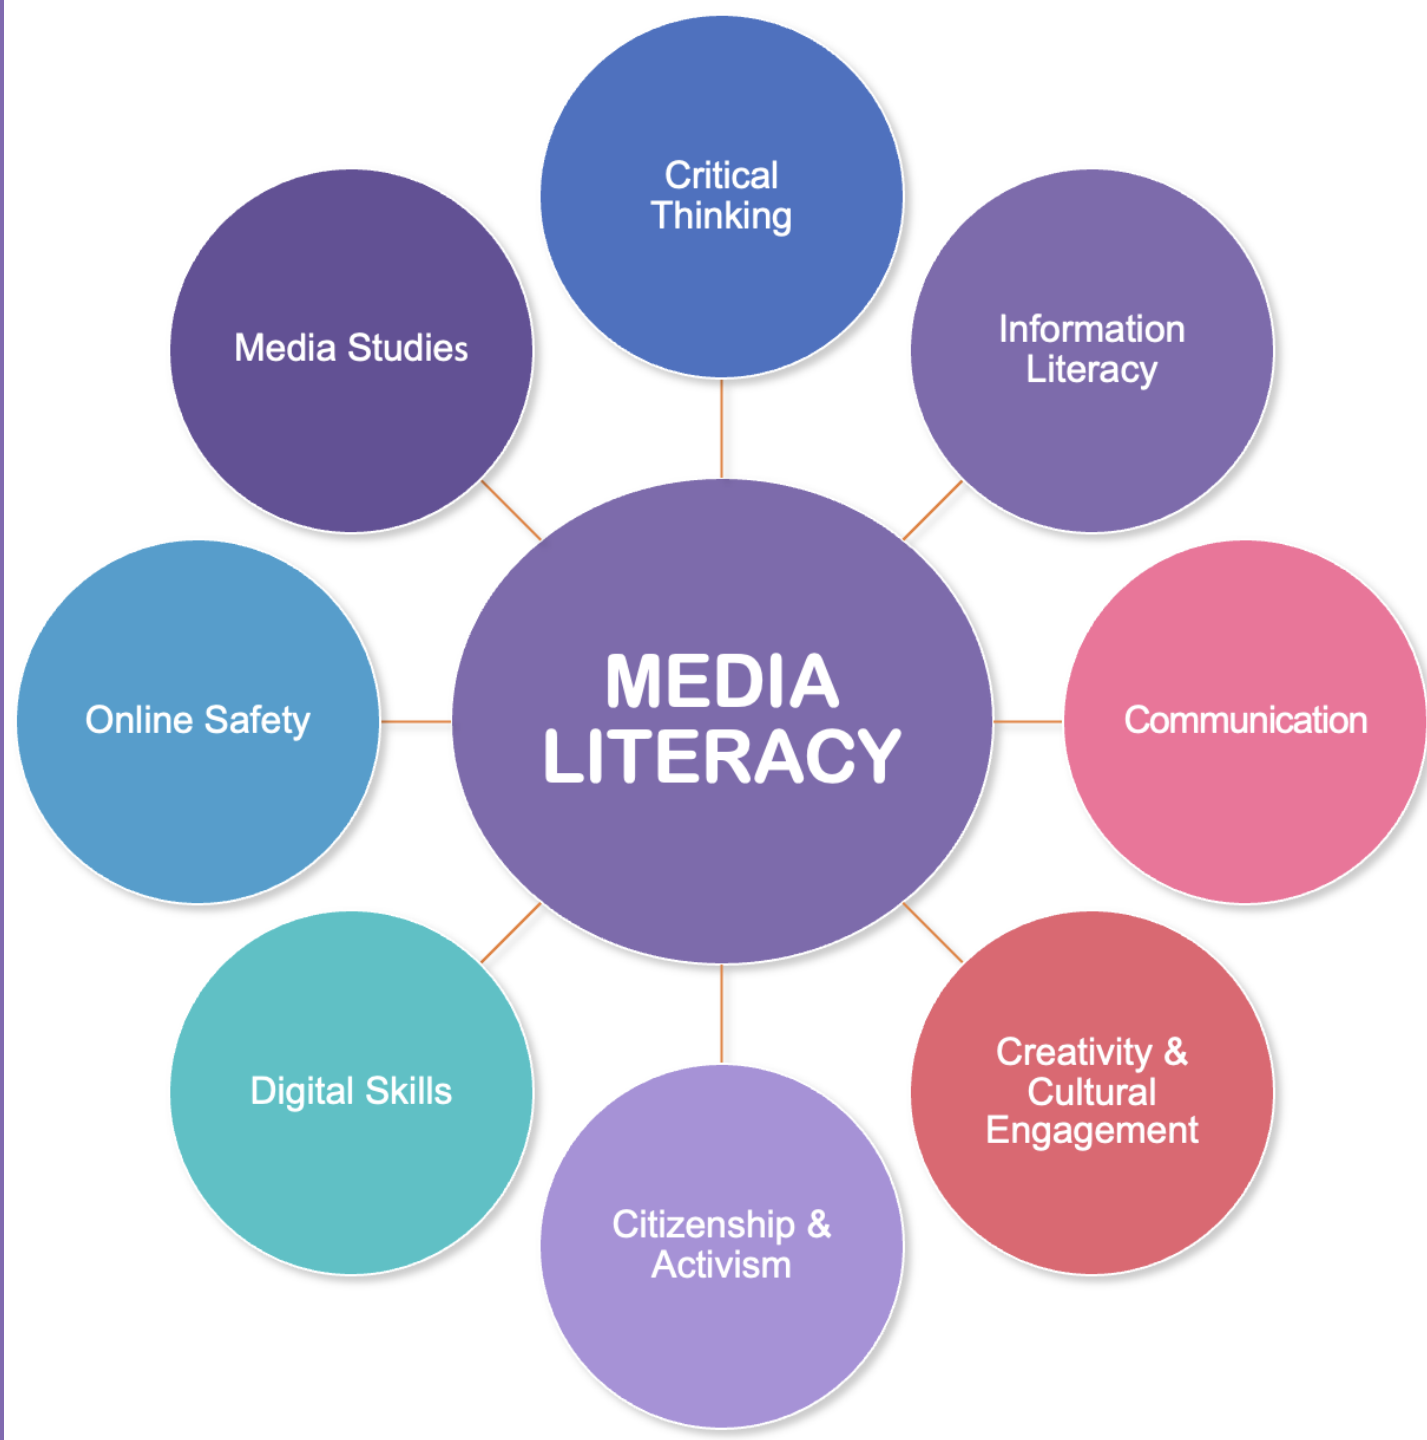 Critical
Thinking
Information
Literacy
Media Studies
MEDIA
LITERACY
Online Safety
Communication
Digital Skills
Creativity &
Cultural
Engagement
Citizenship &
Activism